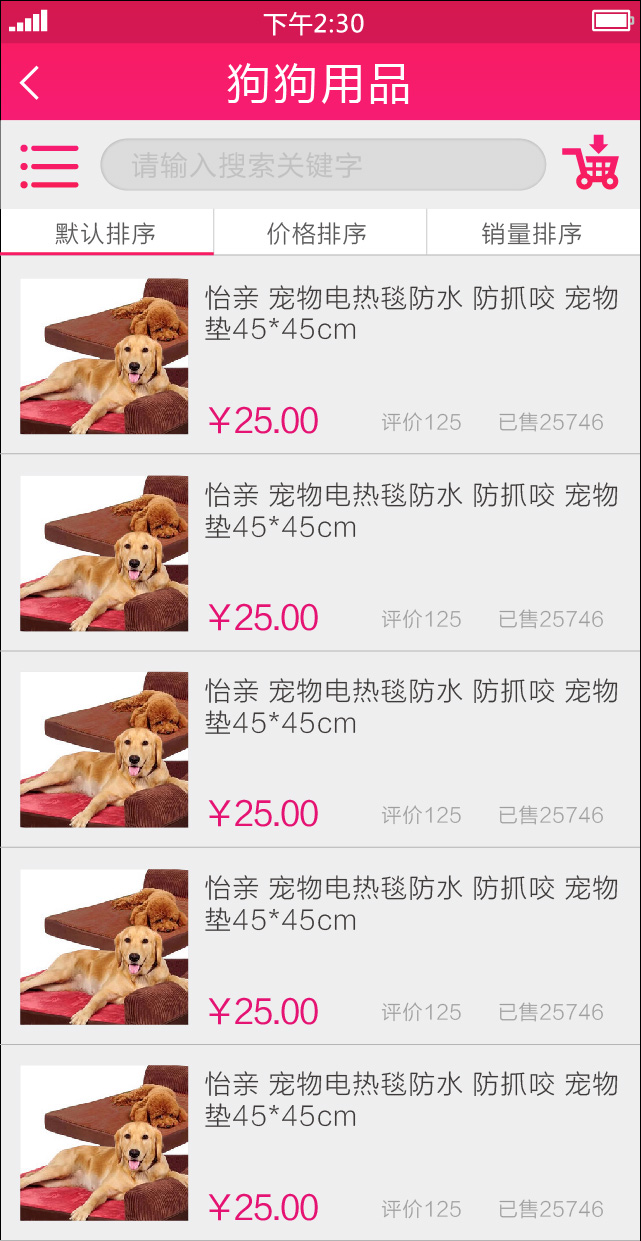 下午2:30
狗狗用品
请输入搜索关键字
默认排序 价格排序 销量排序
怡亲 宠物电热毯防水 防抓咬 宠物
垫45*45cm
￥25.00 评价125 已售25746
怡亲 宠物电热毯防水 防抓咬 宠物
垫45*45cm
￥25.00 评价125 已售25746
怡亲 宠物电热毯防水 防抓咬 宠物
垫45*45cm
￥25.00 评价125 已售25746
怡亲 宠物电热毯防水 防抓咬 宠物
垫45*45cm
￥25.00 评价125 已售25746
怡亲 宠物电热毯防水 防抓咬 宠物
垫45*45cm
￥25.00 评价125 已售25746